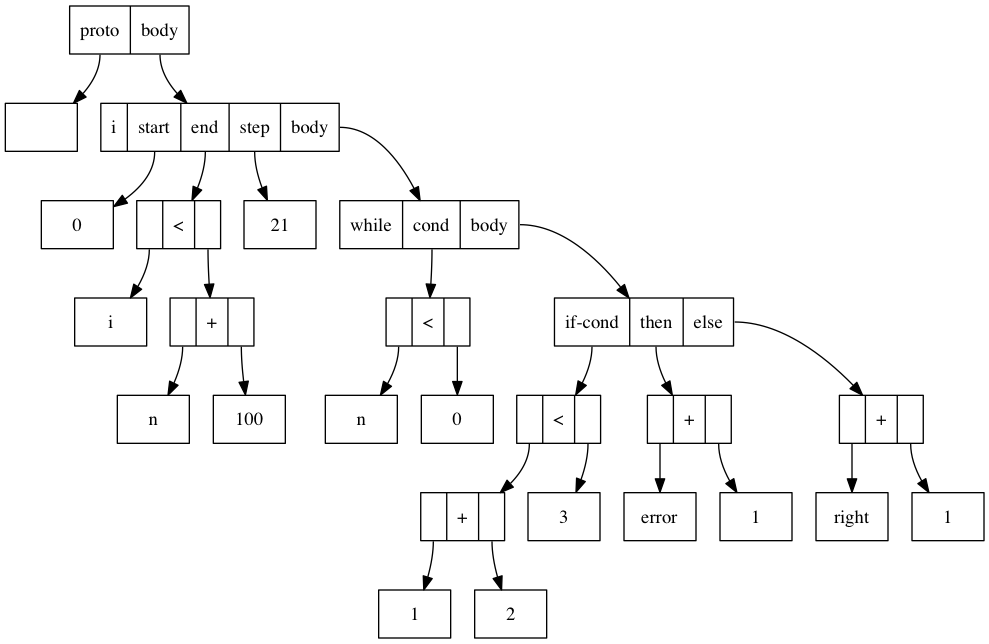 proto body
i start end step body
0 < 21 while cond body
i + < if-cond then else
n 100 n 0 < + +
+ 3 error 1 right 1
1 2